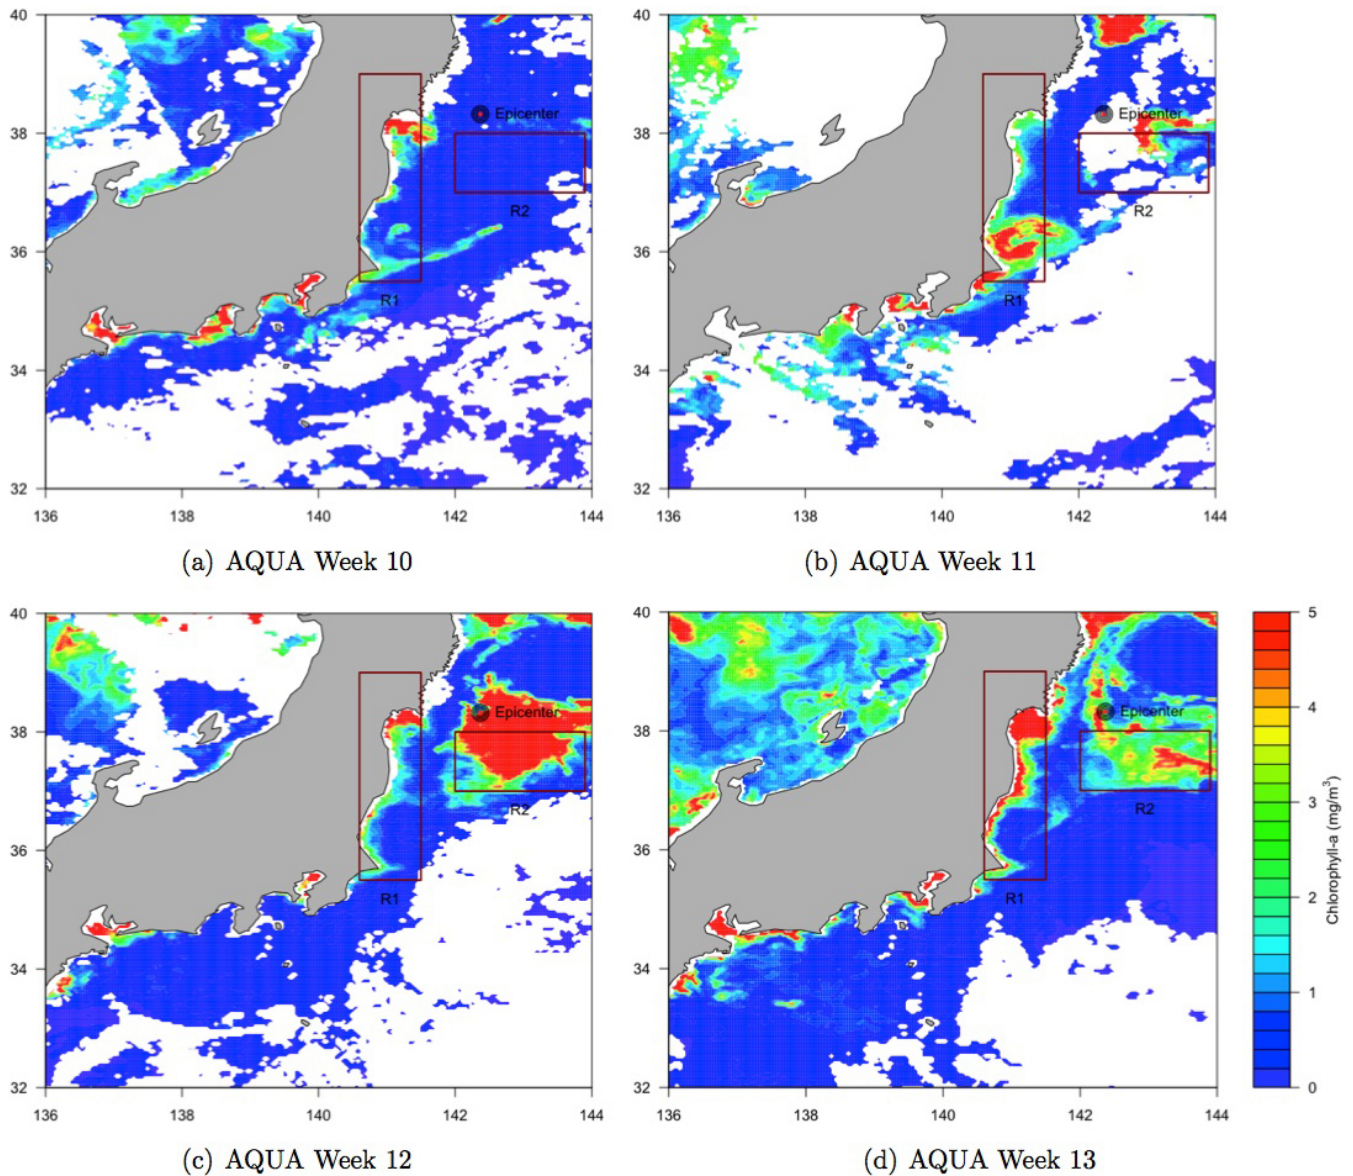 40
38
36
34
32
Epicenter
R2
R1
136
138
140
142
144
(a) AQUA Week 10
40
38
36
34
32
Epicenter
R2
R1
136
138
140
142
144
(b) AQUA Week 11
40
38
36
34
32
Epicenter
R2
R1
136
138
140
142
144
(c) AQUA Week 12
40
38
36
34
32
Epicenter
R2
R1
136
138
140
142
144
(d) AQUA Week 13
5
4
3
2
1
0
Chlorophyll-a (mg/m³)